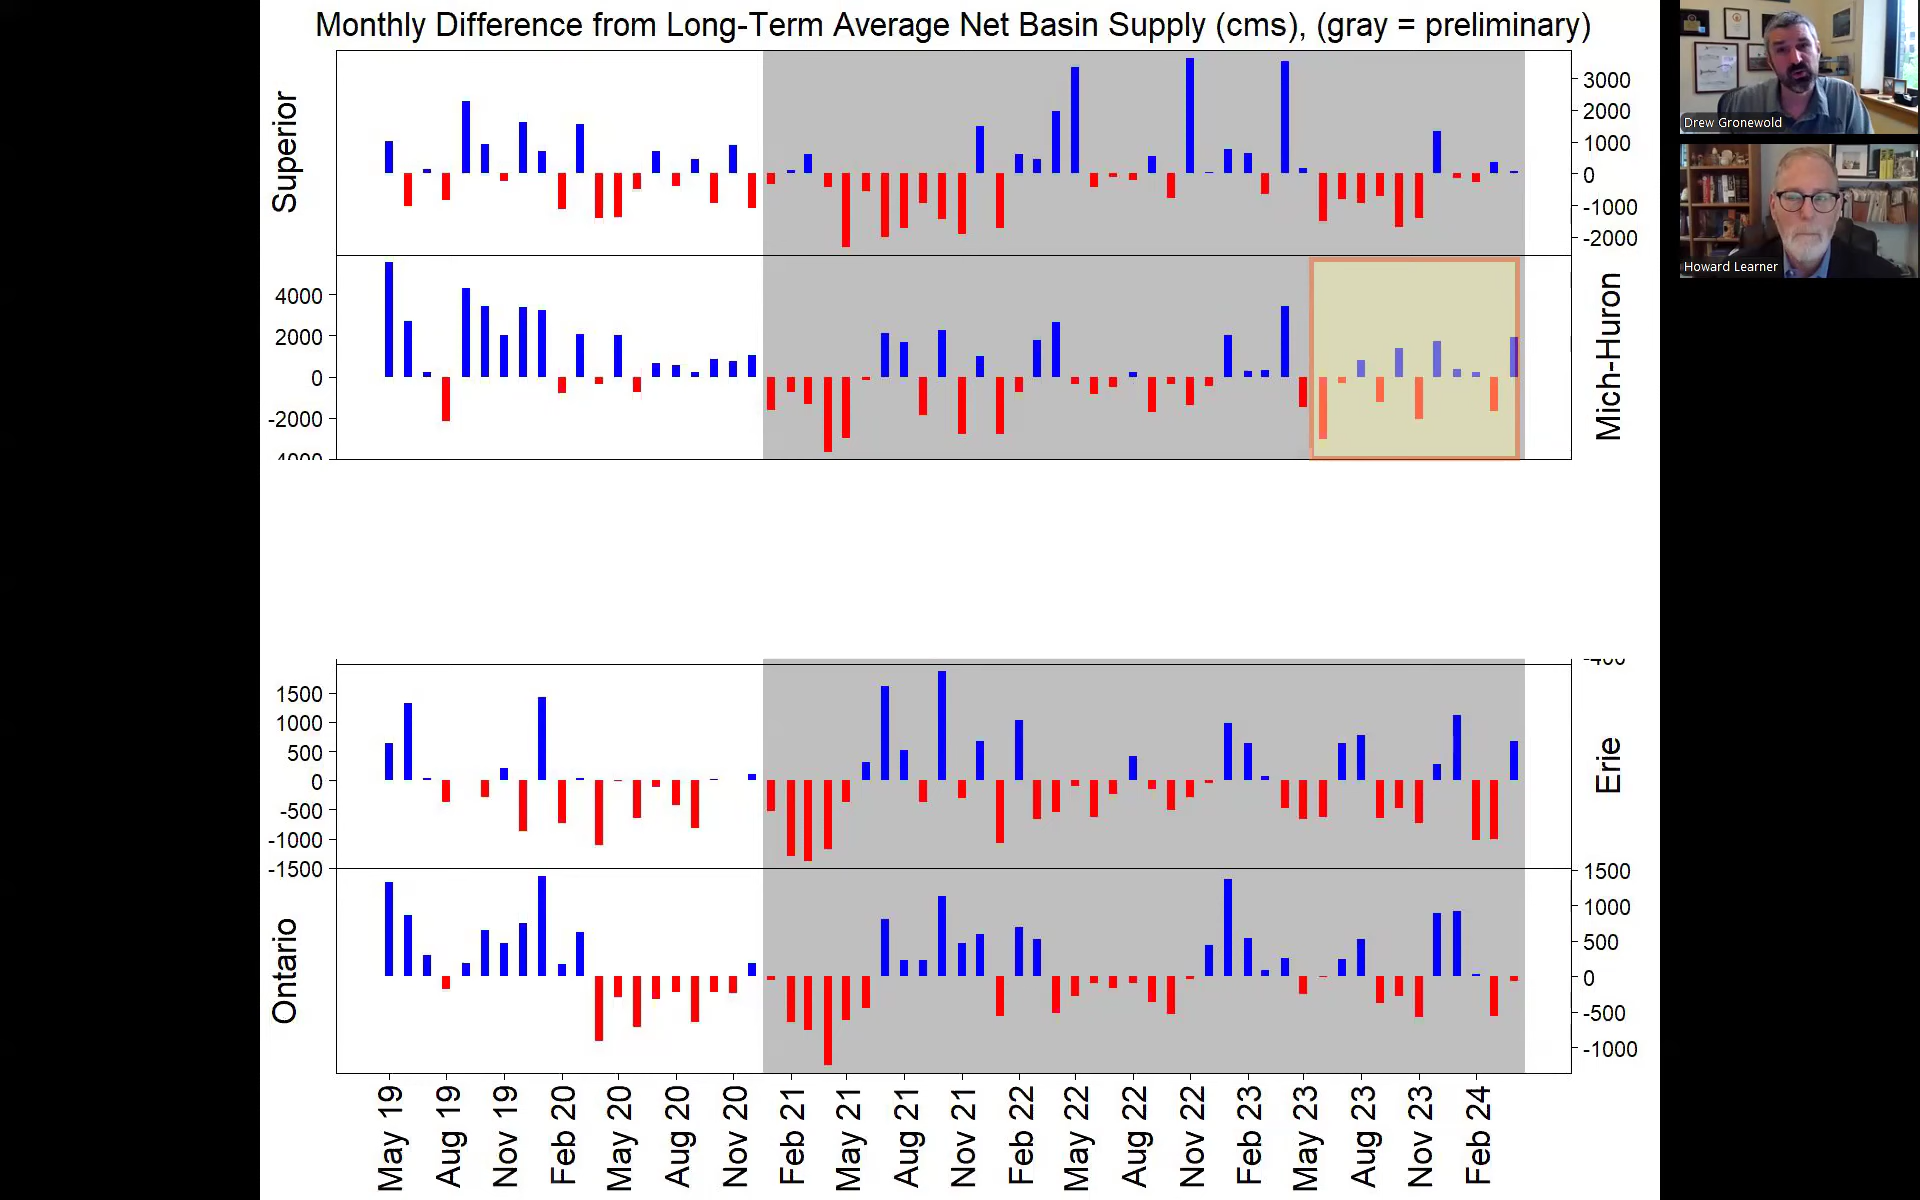 Monthly Difference from Long-Term Average Net Basin Supply (cms), (gray = preliminary)
Superior
3000
2000
1000
0
-1000
-2000
4000
2000
0
-2000
4000
Mich-Huron
-400
1500
1000
500
0
-500
-1000
-1500
Erie
Ontario
1500
1000
500
0
-500
-1000
May 19
Aug 19
Nov 19
Feb 20
May 20
Aug 20
Nov 20
Feb 21
May 21
Aug 21
Nov 21
Feb 22
May 22
Aug 22
Nov 22
Feb 23
May 23
Aug 23
Nov 23
Feb 24
Drew Gronewold
Howard Learner